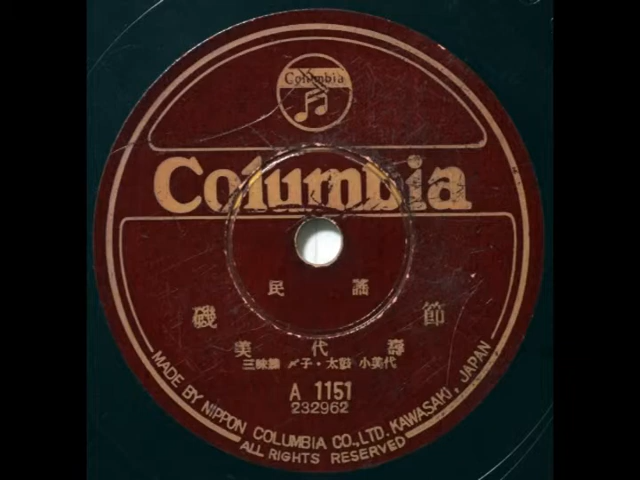 Columbia
Columbia
民 謠
磯 節
美 代 壽
三味線 〆子・太鼓 小美代
A 1151
232962
MADE BY NIPPON COLUMBIA CO.,LTD. KAWASAKI, JAPAN
ALL RIGHTS RESERVED